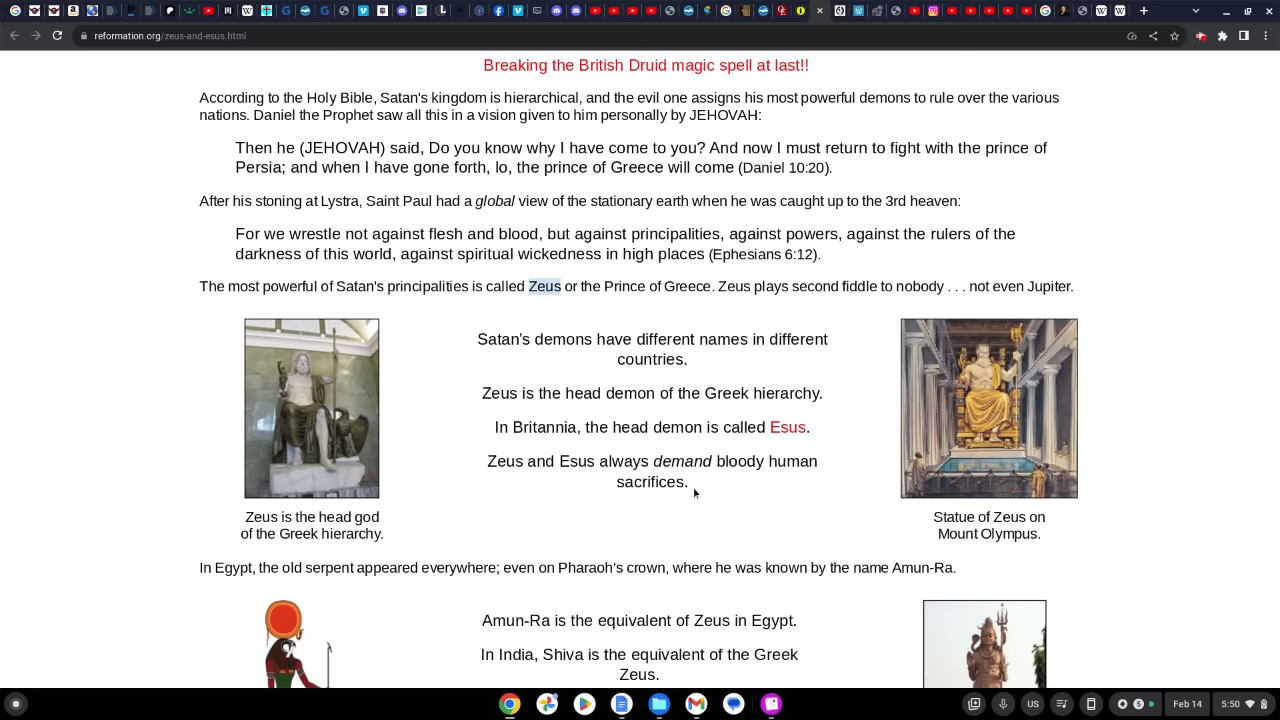 reformation.org/zeus-and-esus.html
Breaking the British Druid magic spell at last!!
According to the Holy Bible, Satan's kingdom is hierarchical, and the evil one assigns his most powerful demons to rule over the various
nations. Daniel the Prophet saw all this in a vision given to him personally by JEHOVAH:
Then he (JEHOVAH) said, Do you know why I have come to you? And now I must return to fight with the prince of
Persia; and when I have gone forth, lo, the prince of Greece will come (Daniel 10:20).
After his stoning at Lystra, Saint Paul had a global view of the stationary earth when he was caught up to the 3rd heaven:
For we wrestle not against flesh and blood, but against principalities, against powers, against the rulers of the
darkness of this world, against spiritual wickedness in high places (Ephesians 6:12).
The most powerful of Satan's principalities is called Zeus or the Prince of Greece. Zeus plays second fiddle to nobody . . . not even Jupiter.
Satan's demons have different names in different
countries.
Zeus is the head demon of the Greek hierarchy.
In Britannia, the head demon is called Esus.
Zeus and Esus always demand bloody human
sacrifices.
Zeus is the head god
of the Greek hierarchy.
Statue of Zeus on
Mount Olympus.
In Egypt, the old serpent appeared everywhere; even on Pharaoh's crown, where he was known by the name Amun-Ra.
Amun-Ra is the equivalent of Zeus in Egypt.
In India, Shiva is the equivalent of the Greek
Zeus.
US
5
Feb 14
5:50